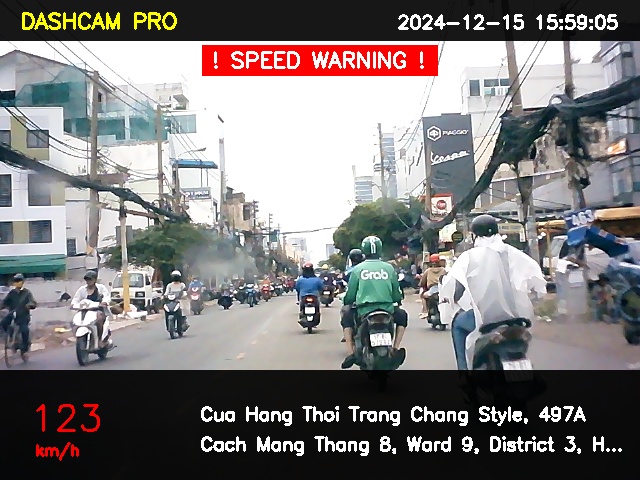 DASHCAM PRO
2024-12-15 15:59:05
! SPEED WARNING !
PIAGGIO
Vespa
Grab
123
km/h
Cua Hang Thoi Trang Chang Style, 497A
Cach Mang Thang 8, Ward 9, District 3, H...